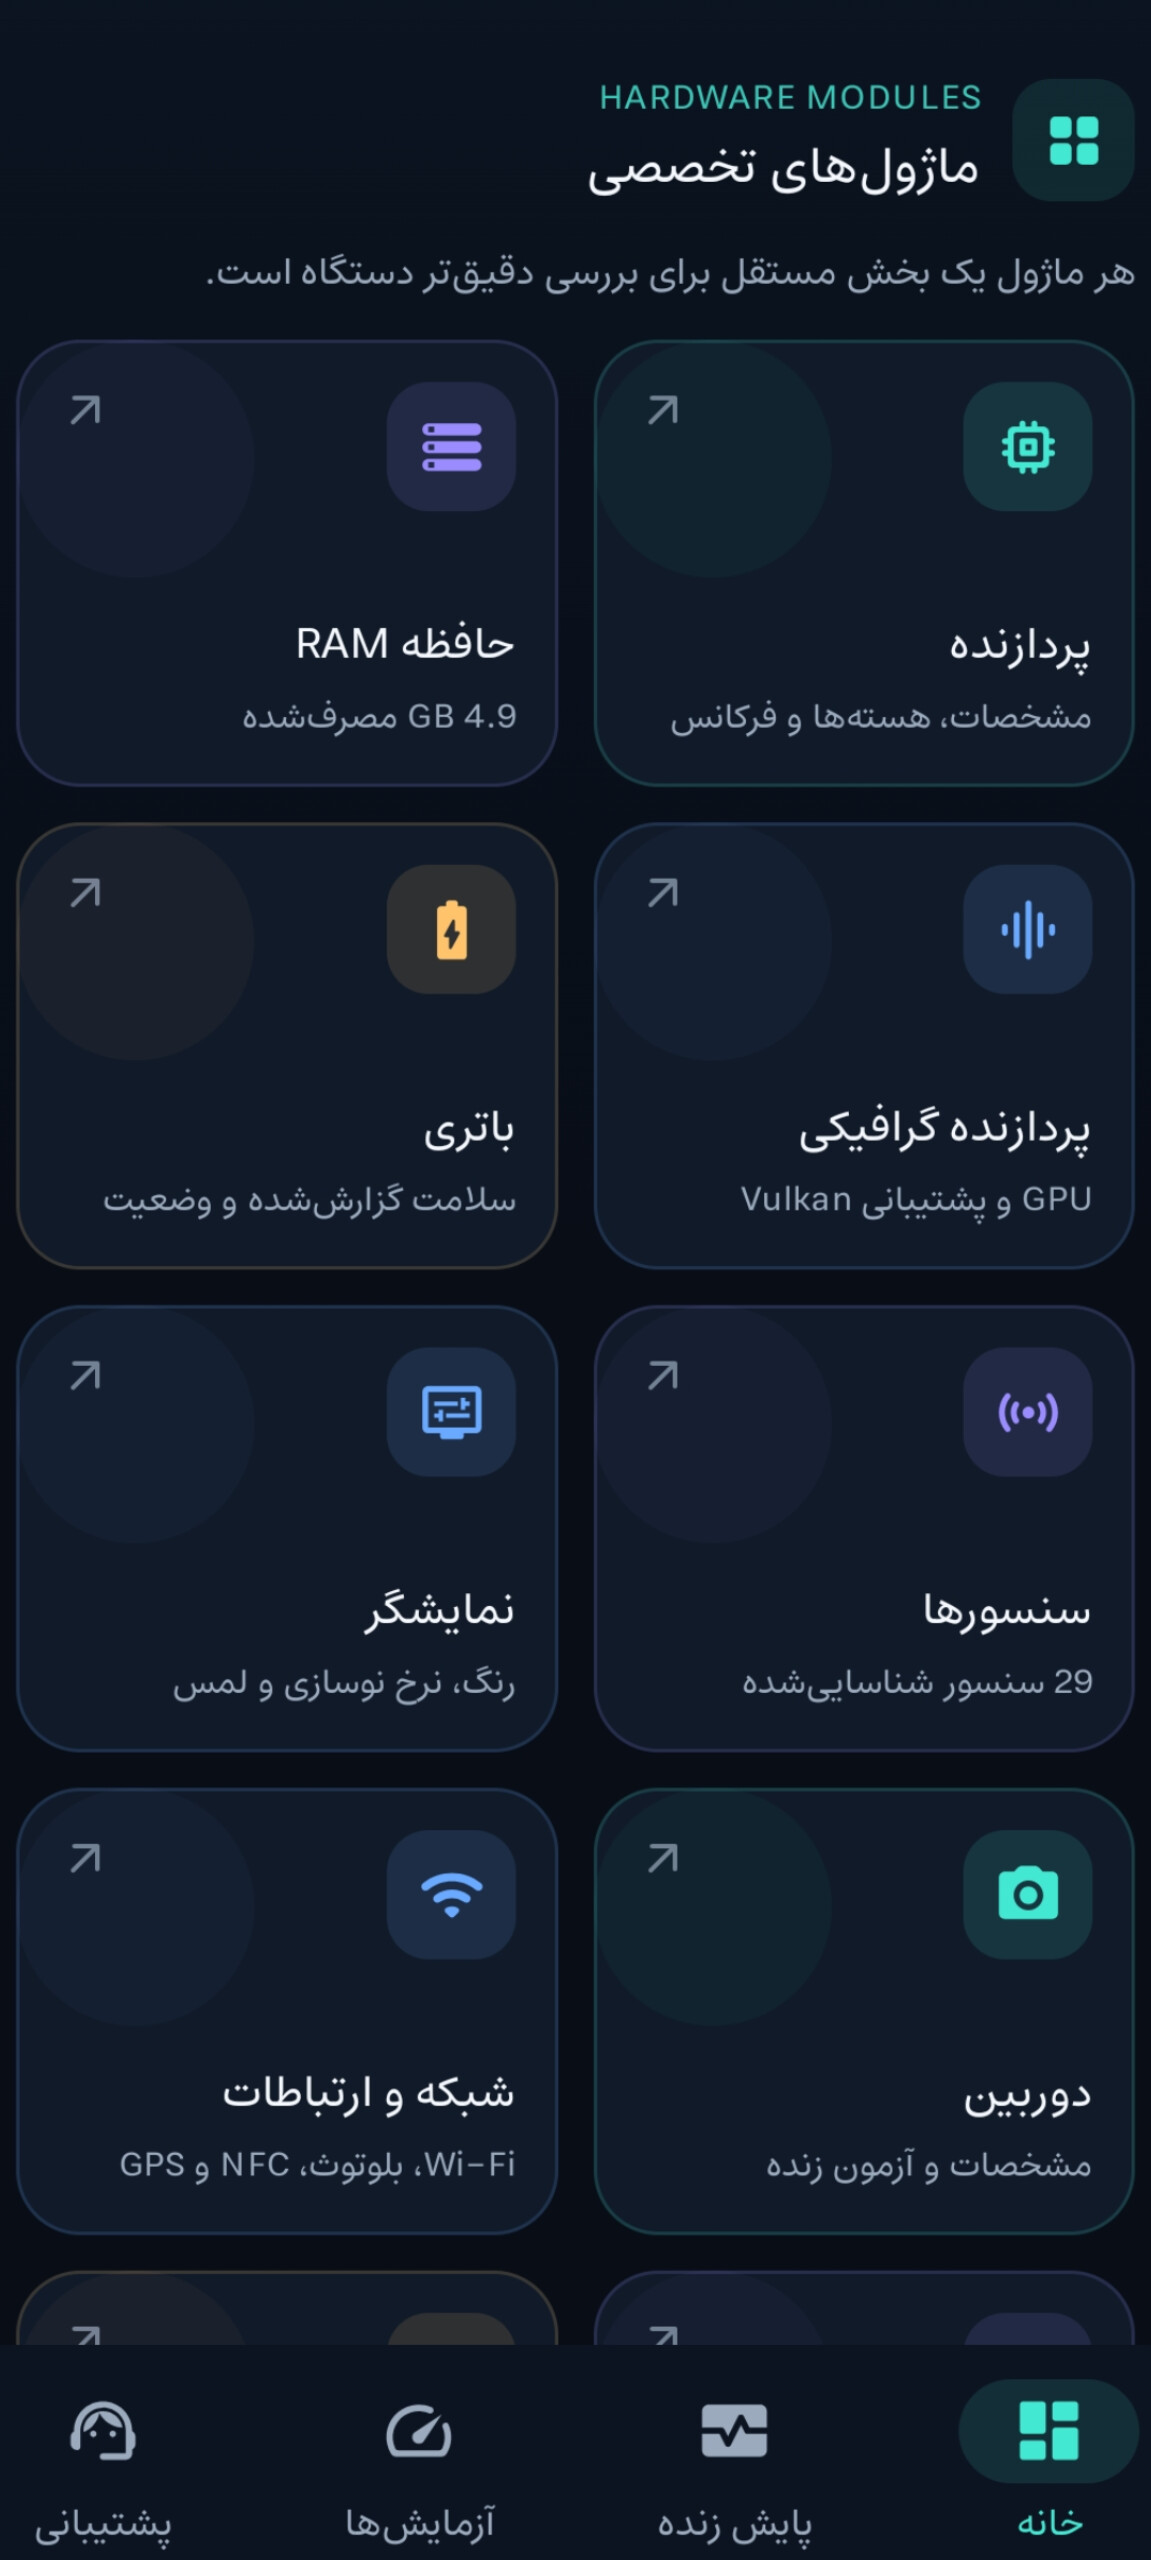 HARDWARE MODULES
ماژول‌های تخصصی
هر ماژول یک بخش مستقل برای بررسی دقیق‌تر دستگاه است.
پردازنده
مشخصات، هسته‌ها و فرکانس
حافظه RAM
4.9 GB مصرف‌شده
پردازنده گرافیکی
GPU و پشتیبانی Vulkan
باتری
سلامت گزارش‌شده و وضعیت
سنسورها
29 سنسور شناسایی‌شده
نمایشگر
رنگ، نرخ نوسازی و لمس
دوربین
مشخصات و آزمون زنده
شبکه و ارتباطات
Wi-Fi، بلوتوث، NFC و GPS
خانه
پایش زنده
آزمایش‌ها
پشتیبانی